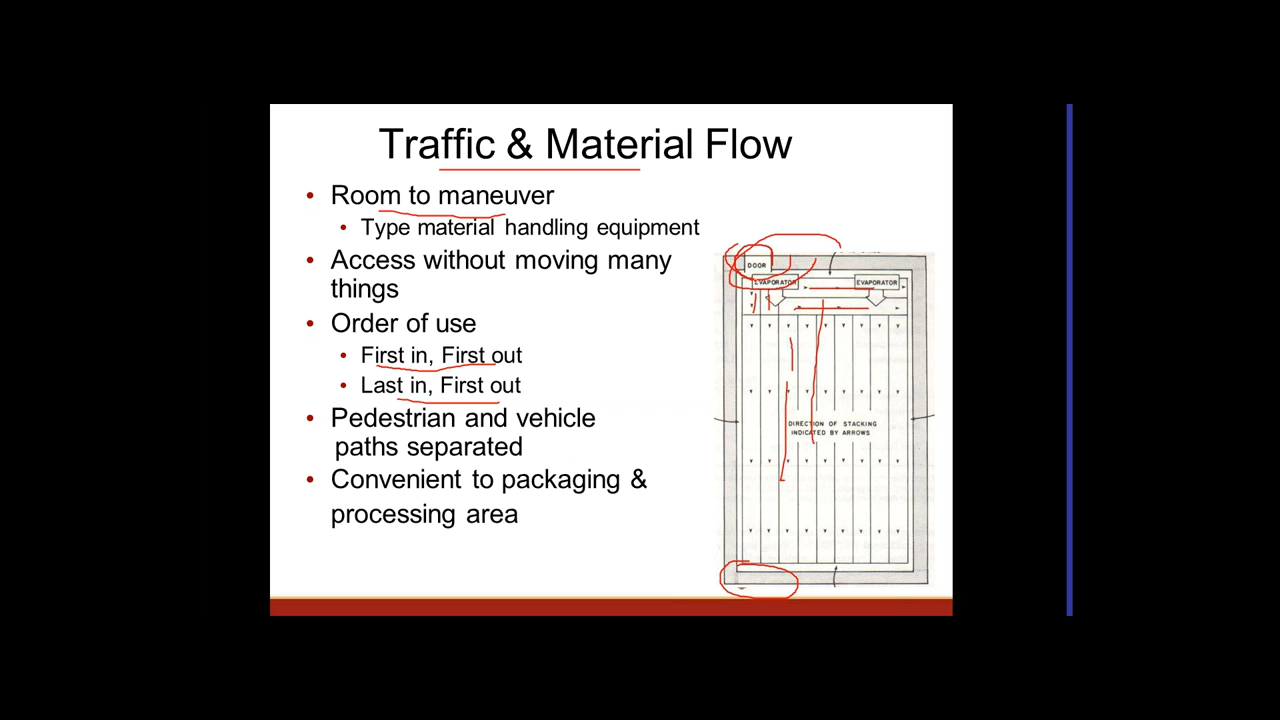 Traffic & Material Flow
• Room to maneuver
• Type material handling equipment
• Access without moving many
things
• Order of use
• First in, First out
• Last in, First out
• Pedestrian and vehicle
paths separated
• Convenient to packaging &
processing area
DOOR
EVAPORATOR
EVAPORATOR
DIRECTION OF STACKING
INDICATED BY ARROWS